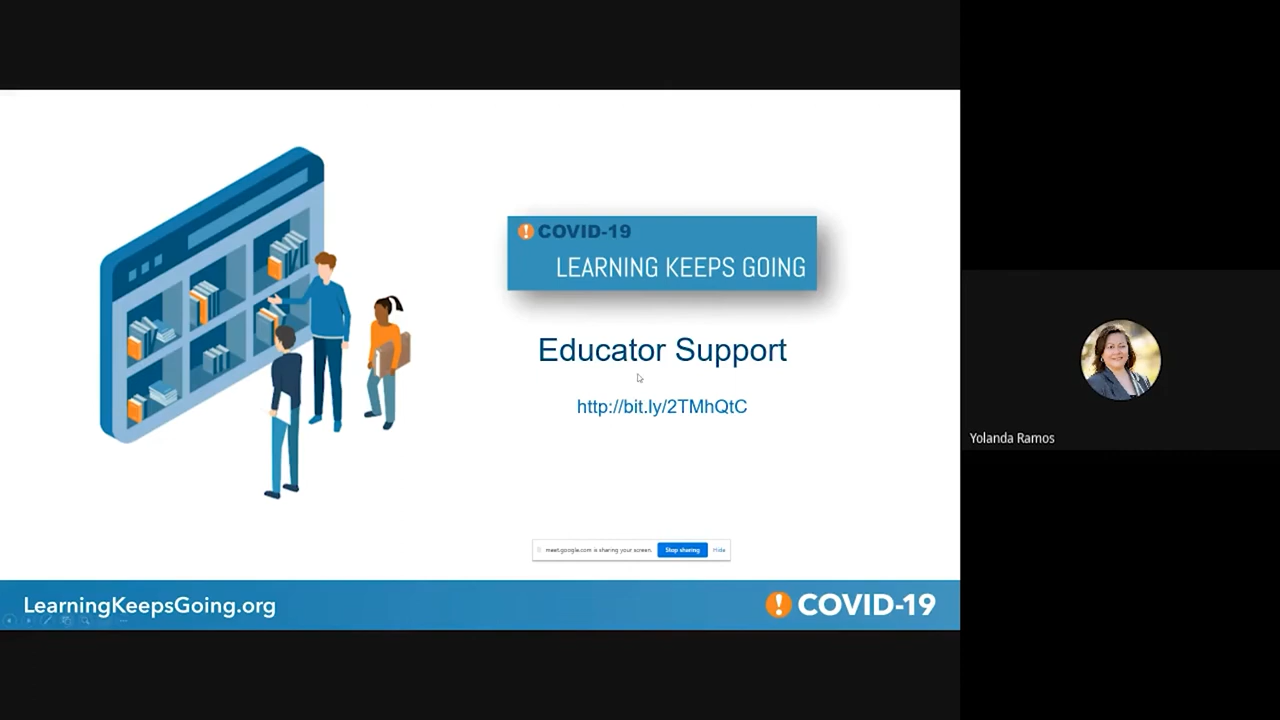 COVID-19
LEARNING KEEPS GOING
Educator Support
http://bit.ly/2TMhQtC
Yolanda Ramos
meet.google.com is sharing your screen.
Stop sharing
Hide
LearningKeepsGoing.org
COVID-19